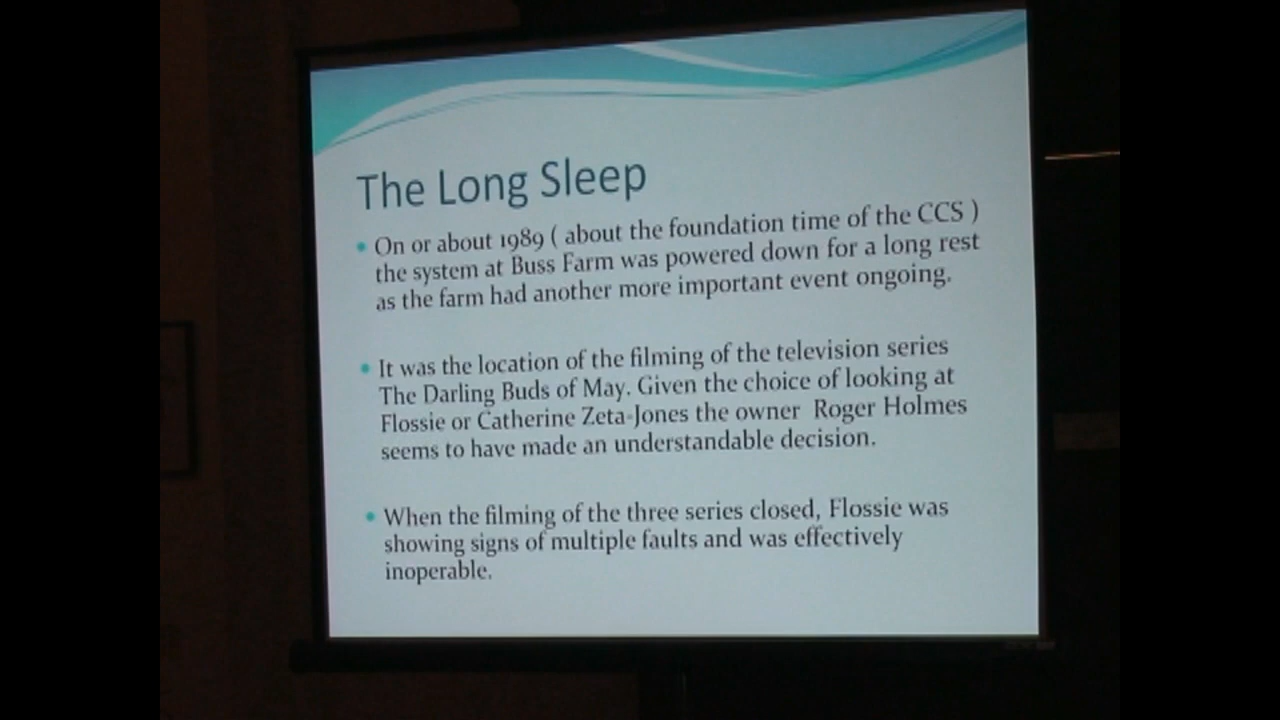 The Long Sleep
On or about 1989 ( about the foundation time of the CCS )
the system at Buss Farm was powered down for a long rest
as the farm had another more important event ongoing.
It was the location of the filming of the television series
The Darling Buds of May. Given the choice of looking at
Flossie or Catherine Zeta-Jones the owner  Roger Holmes
seems to have made an understandable decision.
When the filming of the three series closed, Flossie was
showing signs of multiple faults and was effectively
inoperable.